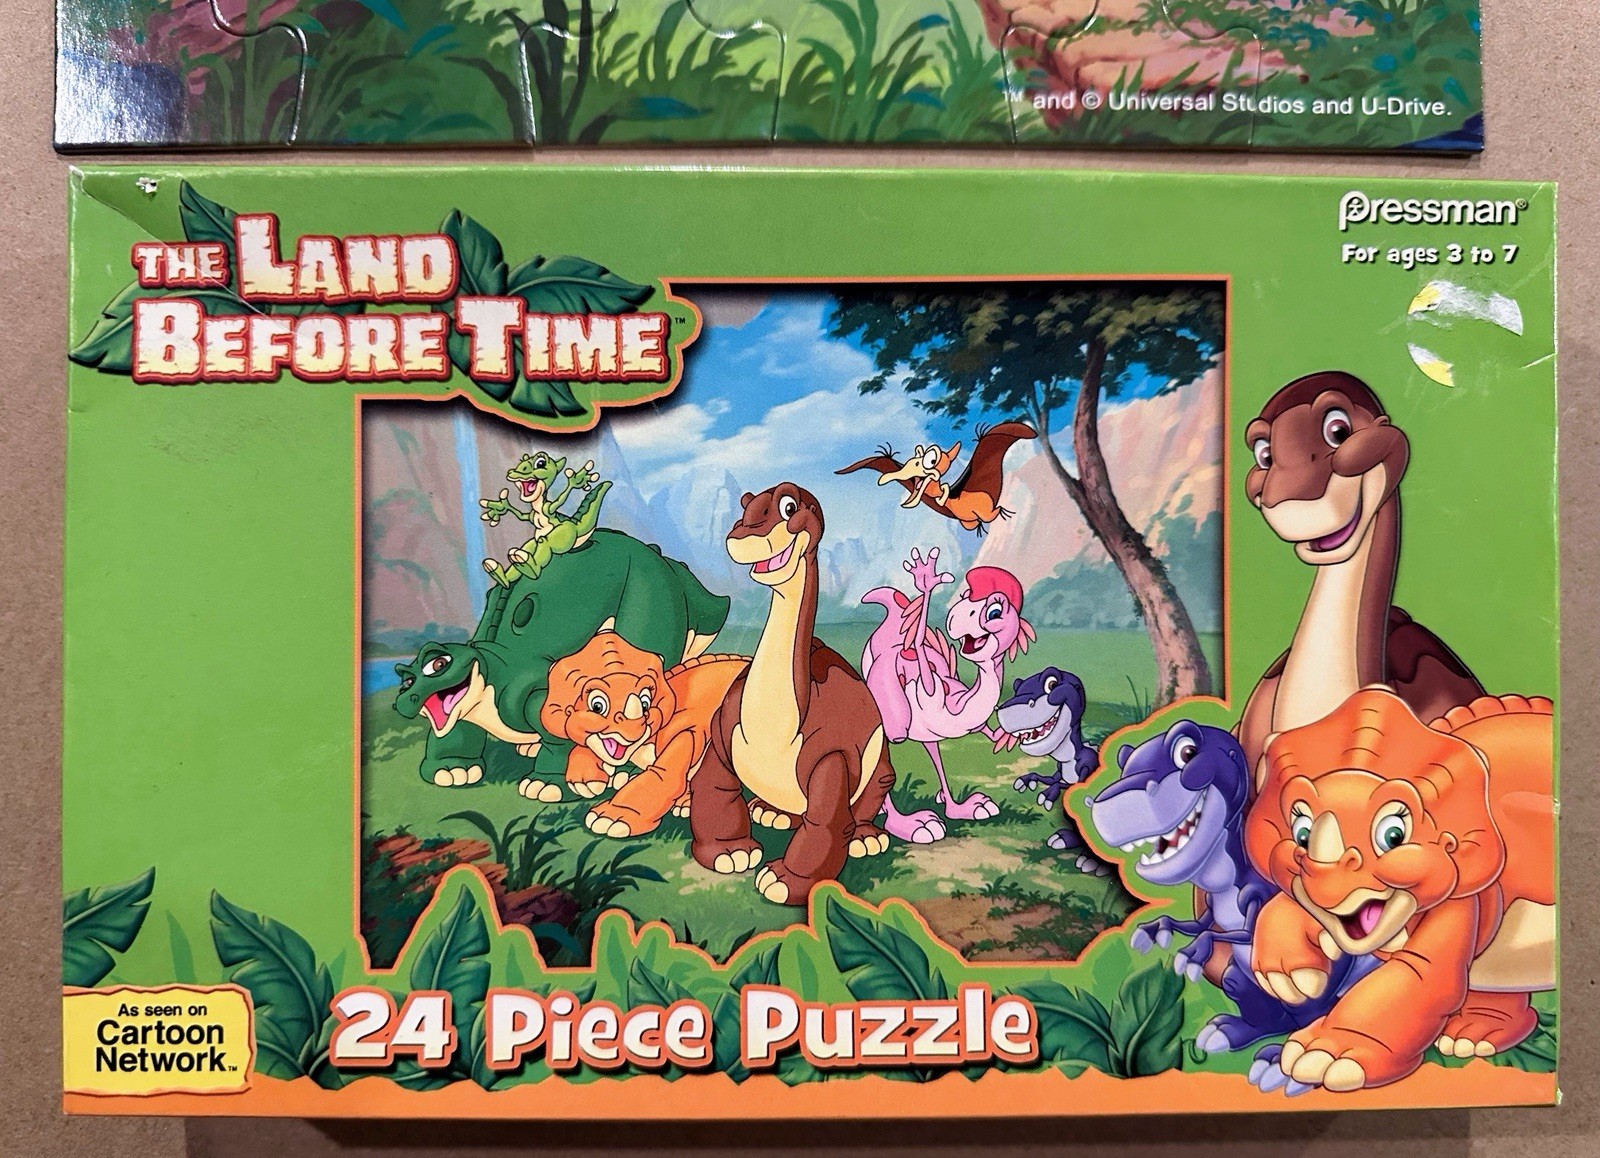 ™ and © Universal Studios and U-Drive.
THE LAND
BEFORE TIME™
Pressman®
For ages 3 to 7
As seen on
Cartoon
Network™
24 Piece Puzzle